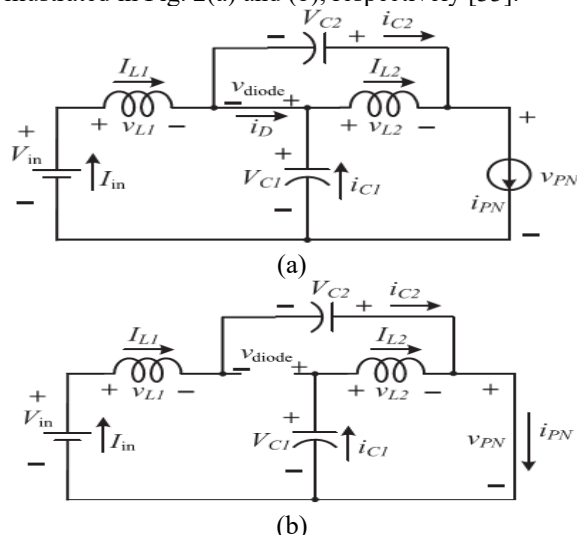 illustrated in Fig. 2(a) and (b), respectively [35].
V_C2 i_C2
− +
I_L1 I_L2
v_diode
− +
+ v_L1 − i_D + v_L2 −
+ V_in − I_in
+ V_C1 − i_C1
+ v_PN −
i_PN
(a)
V_C2 i_C2
− +
I_L1 I_L2
− v_diode +
+ v_L1 − + v_L2 −
+ V_in − I_in
+ V_C1 − i_C1
+ v_PN − i_PN
(b)